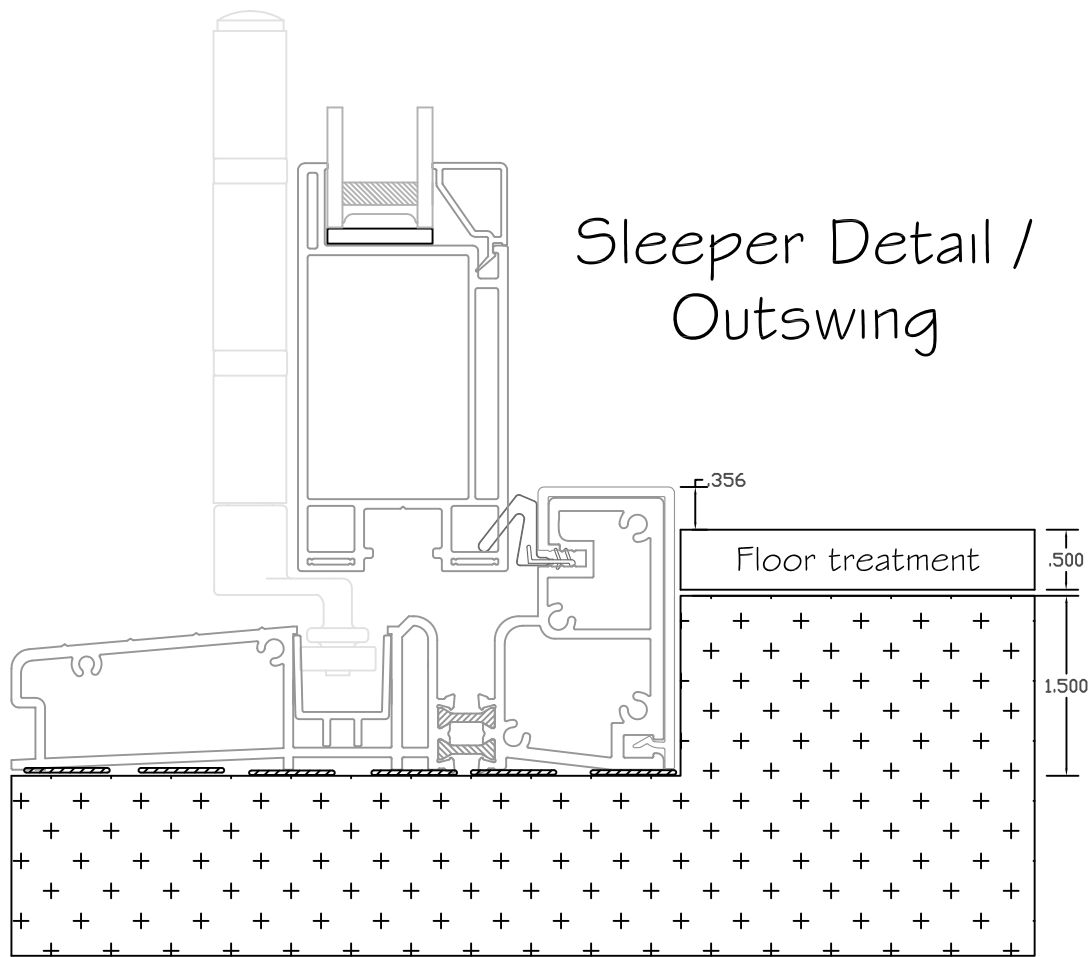 Sleeper Detail /
Outswing
.356
Floor treatment
.500
1.500